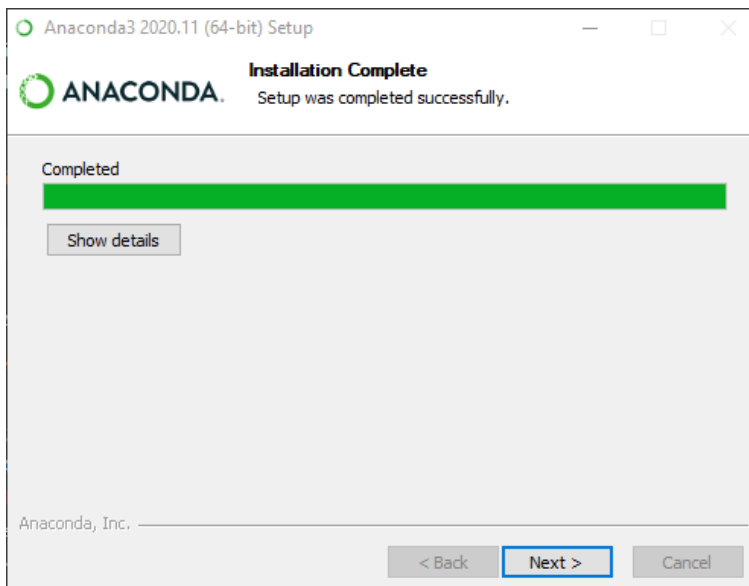 Anaconda3 2020.11 (64-bit) Setup
ANACONDA.
Installation Complete
Setup was completed successfully.
Completed
Show details
Anaconda, Inc.
< Back
Next >
Cancel